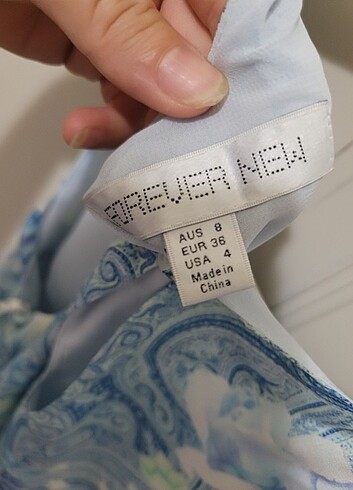 FOREVER NEW
AUS 8
EUR 36
USA 4
Made in
China